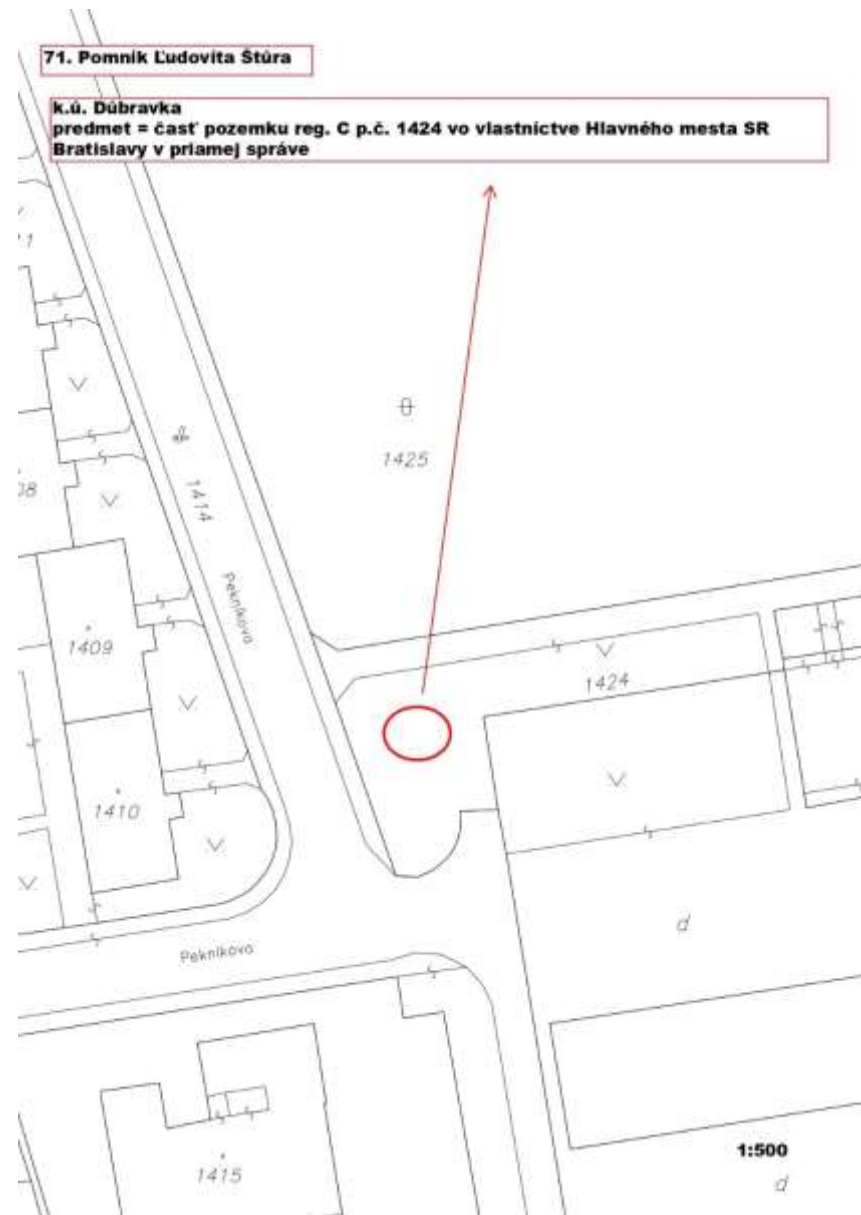 71. Pomník Ľudovíta Štúra
k.ú. Dúbravka
predmet = časť pozemku reg. C p.č. 1424 vo vlastníctve Hlavného mesta SR
Bratislavy v priamej správe
1425
1414
Pekníkova
1409
1424
1410
Pekníkova
1:500
1415